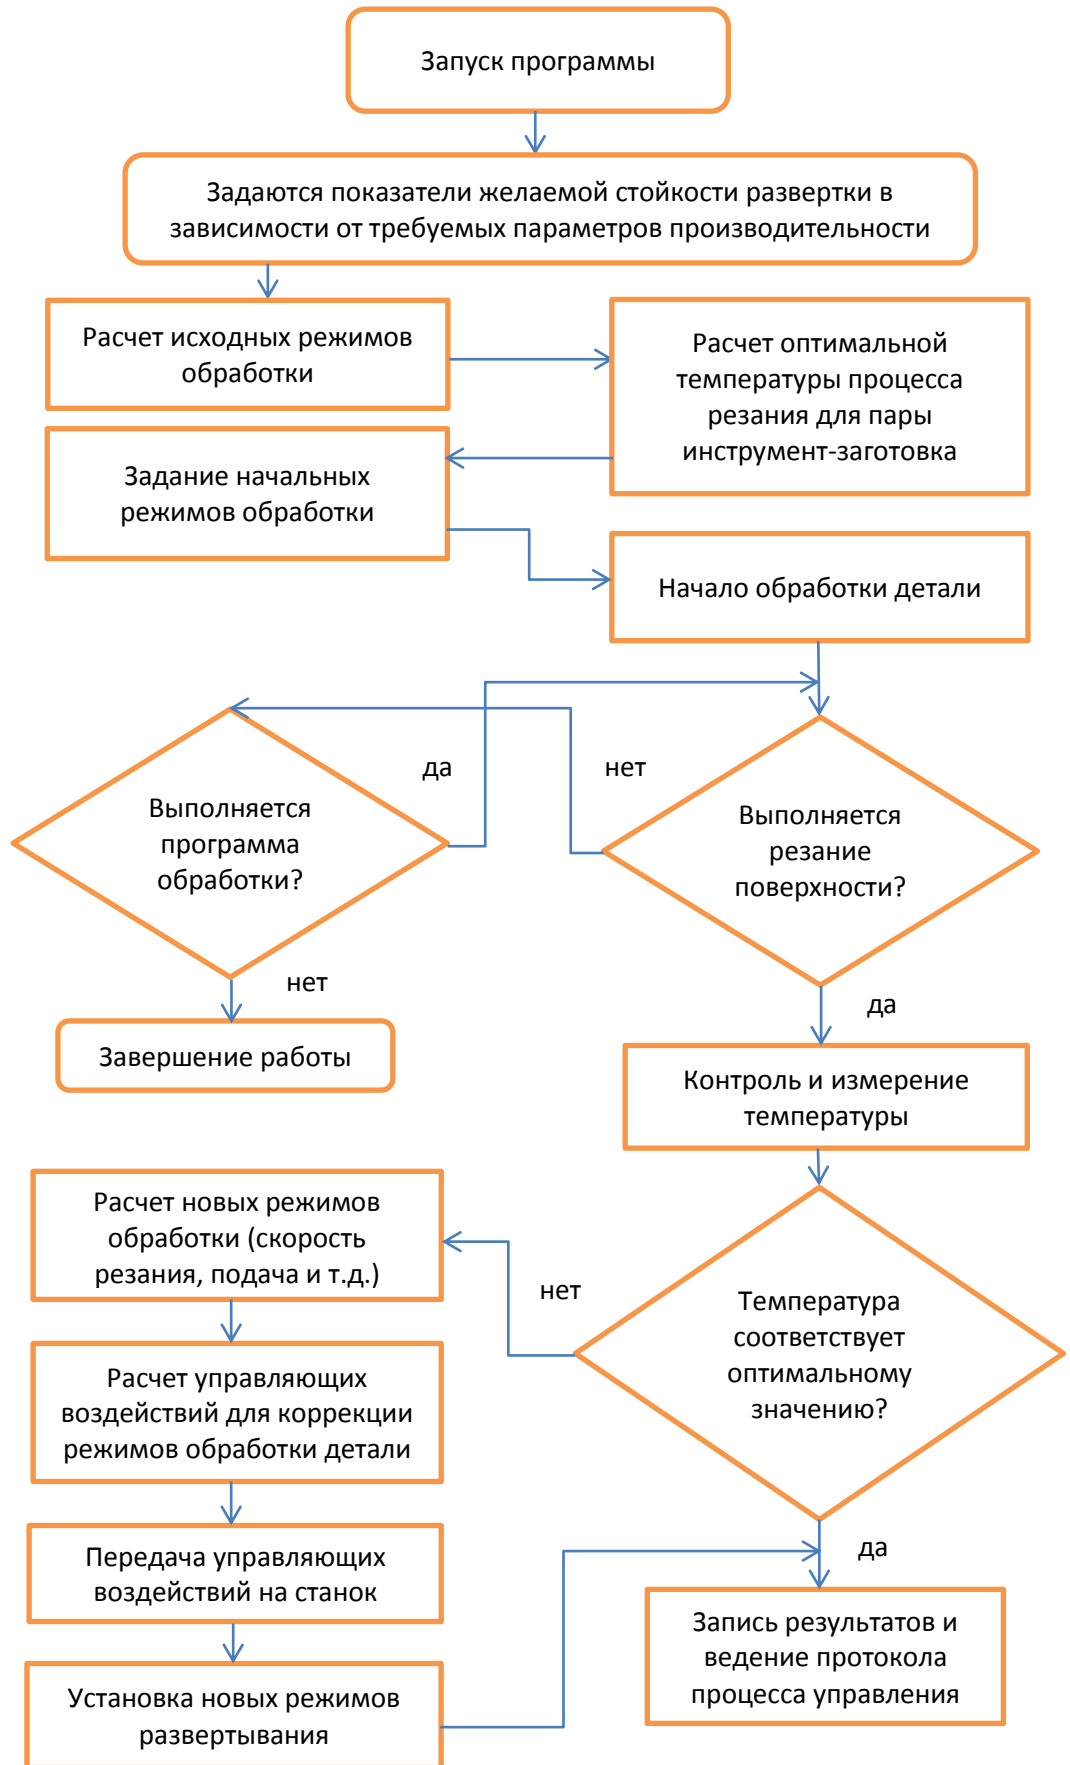 Запуск программы
Задаются показатели желаемой стойкости развертки в
зависимости от требуемых параметров производительности
Расчет исходных режимов
обработки
Расчет оптимальной
температуры процесса
резания для пары
инструмент-заготовка
Задание начальных
режимов обработки
Начало обработки детали
да
нет
Выполняется
программа
обработки?
Выполняется
резание
поверхности?
нет
да
Завершение работы
Контроль и измерение
температуры
Расчет новых режимов
обработки (скорость
резания, подача и т.д.)
нет
Температура
соответствует
оптимальному
значению?
Расчет управляющих
воздействий для коррекции
режимов обработки детали
да
Передача управляющих
воздействий на станок
Запись результатов и
ведение протокола
процесса управления
Установка новых режимов
развертывания